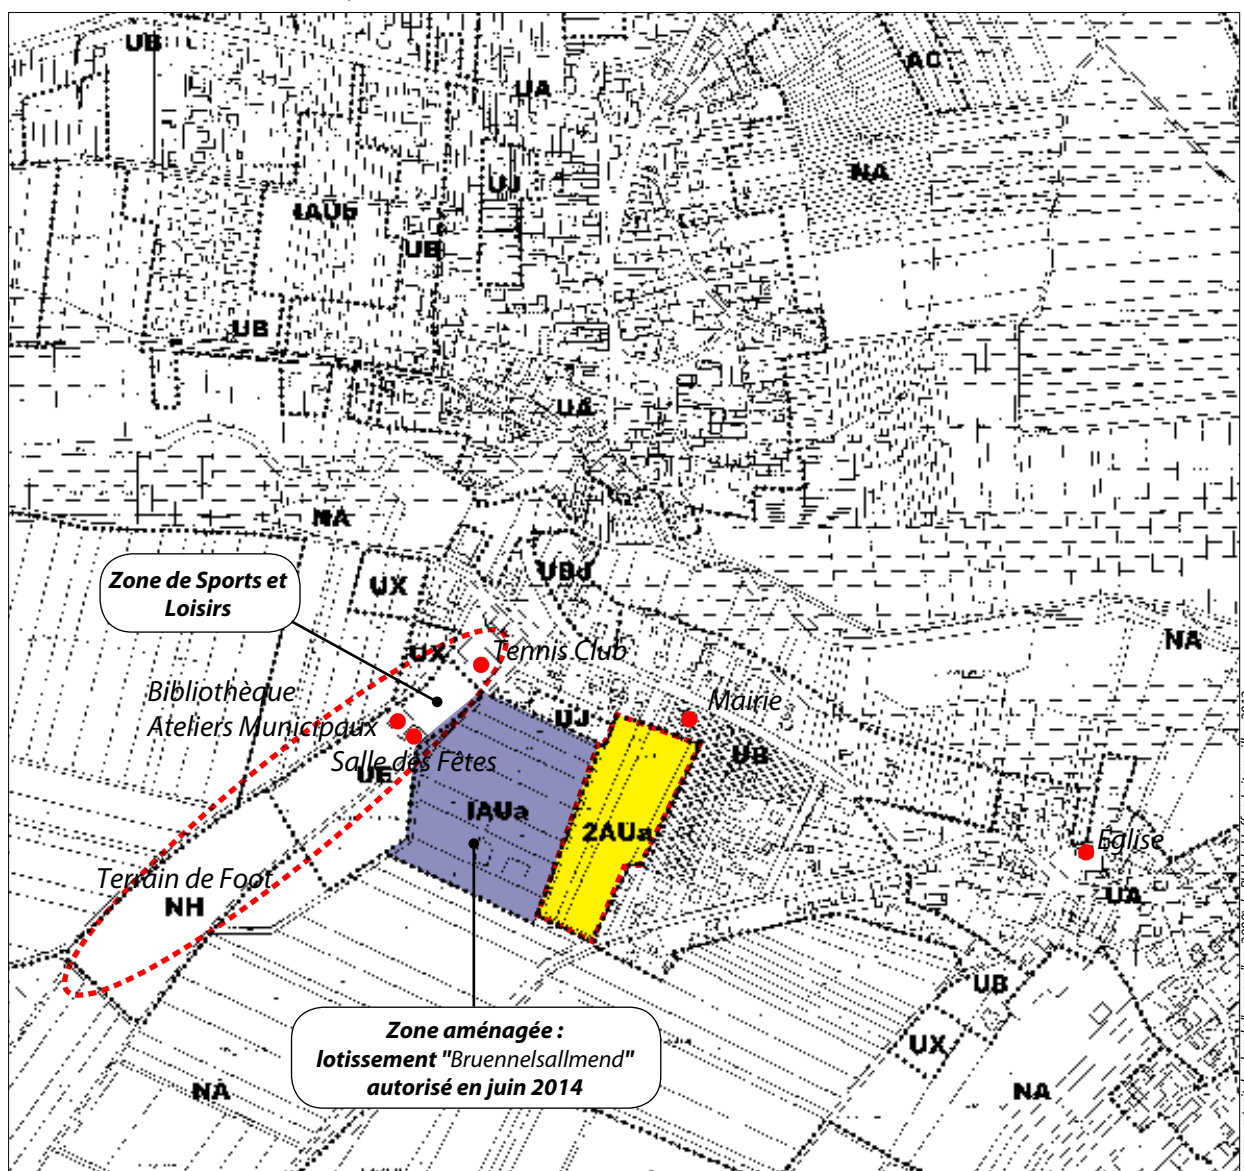 UB
AC
UA
NA
UJ
IAUb
UB
UB
UA
NA
UBJ
Zone de Sports et
Loisirs
UX
NA
UX
Tennis Club
Bibliothèque
Ateliers Municipaux
Mairie
UJ
UB
Salle des Fêtes
UE
IAUa
2AUa
Église
Terrain de Foot
NH
UA
UB
Zone aménagée :
lotissement "Bruennelsallmend"
autorisé en juin 2014
UX
NA
NA